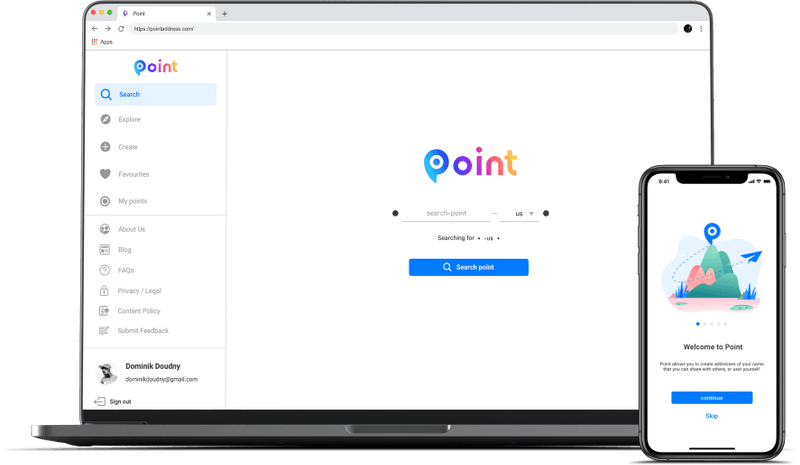 Point
https://pointaddress.com/
Apps
Point
Search
Explore
Create
Favourites
My points
About Us
Blog
FAQs
Privacy / Legal
Content Policy
Submit Feedback
Dominik Doudny
dominikdoudny@gmail.com
Sign out
Point
search-point – us
Searching for • -us •
Search point
9:41
Welcome to Point
Point allows you to create addresses of your name
that you can share with others, or user yourself!
continue
Skip